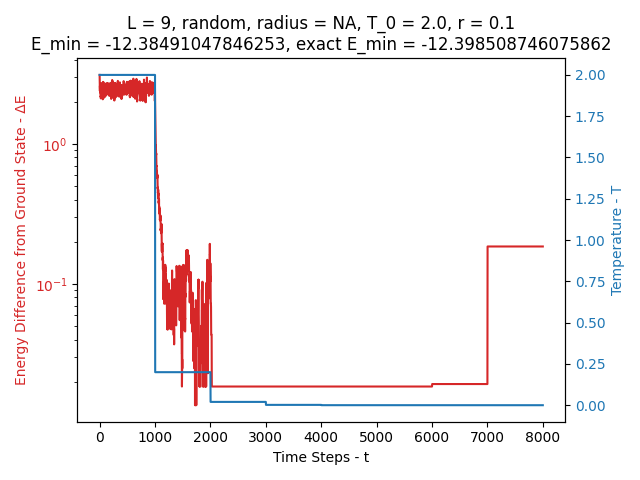 L = 9, random, radius = NA, T_0 = 2.0, r = 0.1
E_min = -12.38491047846253, exact E_min = -12.398508746075862
Energy Difference from Ground State - ΔE
10⁰
10⁻¹
2.00
1.75
1.50
1.25
1.00
0.75
0.50
0.25
0.00
Temperature - T
0 1000 2000 3000 4000 5000 6000 7000 8000
Time Steps - t